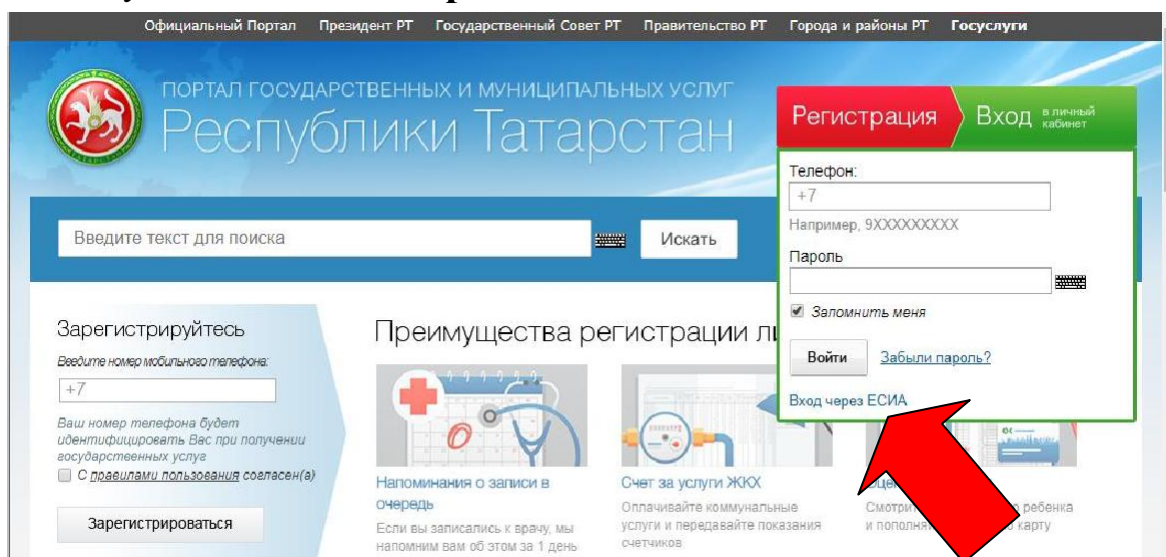 Официальный Портал Президент РТ Государственный Совет РТ Правительство РТ Города и районы РТ Госуслуги
ПОРТАЛ ГОСУДАРСТВЕННЫХ И МУНИЦИПАЛЬНЫХ УСЛУГ
Республики Татарстан
Регистрация Вход в личный кабинет
Телефон:
+7
Например, 9XXXXXXXXX
Пароль
Запомнить меня
Войти Забыли пароль?
Вход через ЕСИА
Введите текст для поиска Искать
Зарегистрируйтесь
Введите номер мобильного телефона:
+7
Ваш номер телефона будет
идентифицировать Вас при получении
государственных услуг
С правилами пользования согласен(а)
Зарегистрироваться
Преимущества регистрации
Напоминания о записи в
очередь
Если вы записались к врачу, мы
напомним вам об этом за 1 день
Счет за услуги ЖКХ
Оплачивайте коммунальные
услуги и передавайте показания
счетчиков
ребенка
карту